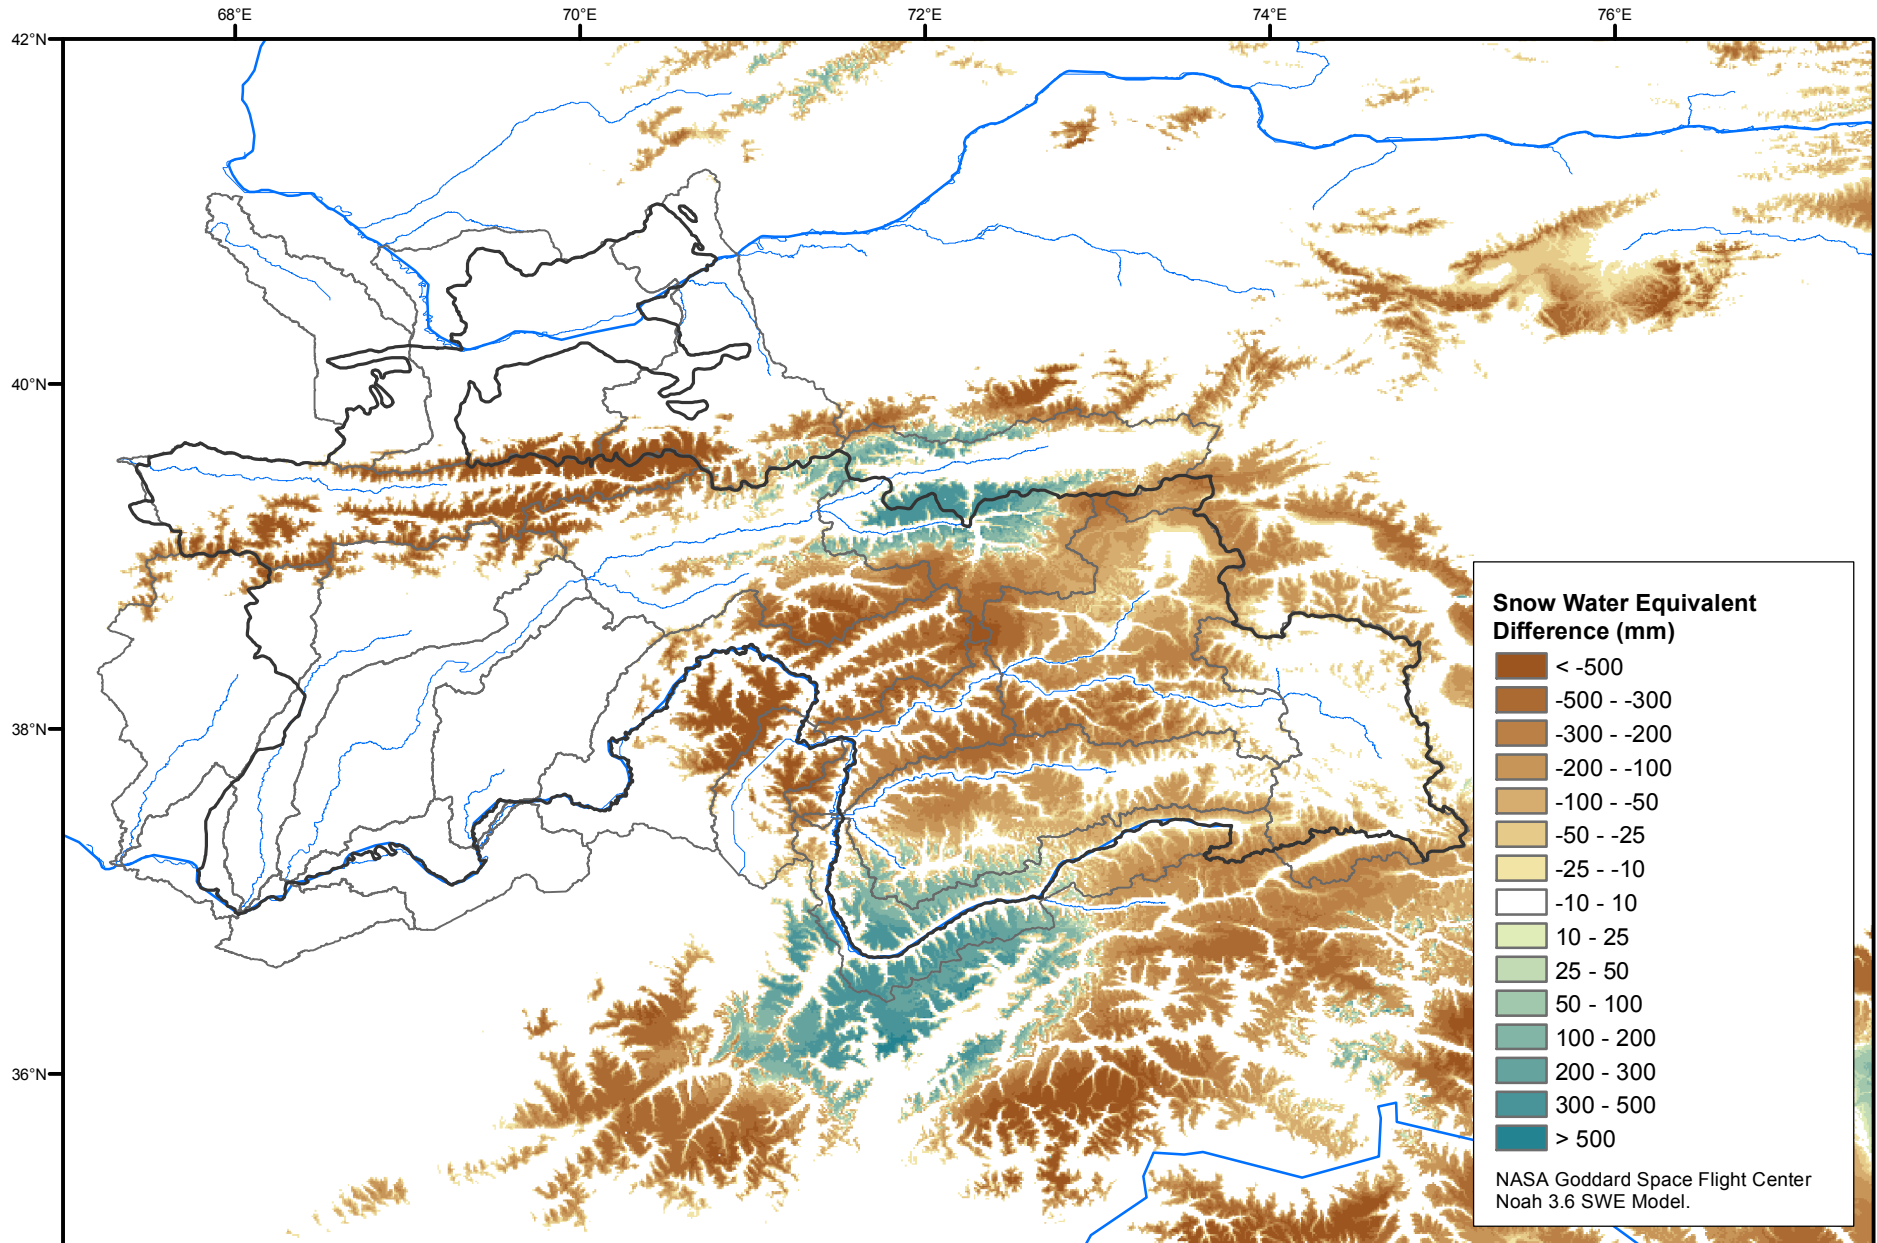 68°E
70°E
72°E
74°E
76°E
42°N
40°N
38°N
36°N
Snow Water Equivalent
Difference (mm)
< -500
-500 - -300
-300 - -200
-200 - -100
-100 - -50
-50 - -25
-25 - -10
-10 - 10
10 - 25
25 - 50
50 - 100
100 - 200
200 - 300
300 - 500
> 500
NASA Goddard Space Flight Center
Noah 3.6 SWE Model.